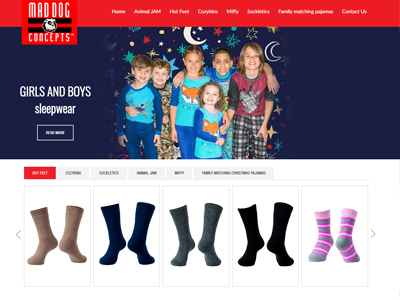 MAD DOG
CONCEPTS™
Home Animal JAM Hot Feet Cozykins Miffy Sockletics Family matching pajamas Contact Us
GIRLS AND BOYS
sleepwear
READ MORE
HOT FEET COZYKINS SOCKLETICS ANIMAL JAM MIFFY FAMILY MATCHING CHRISTMAS PAJAMAS